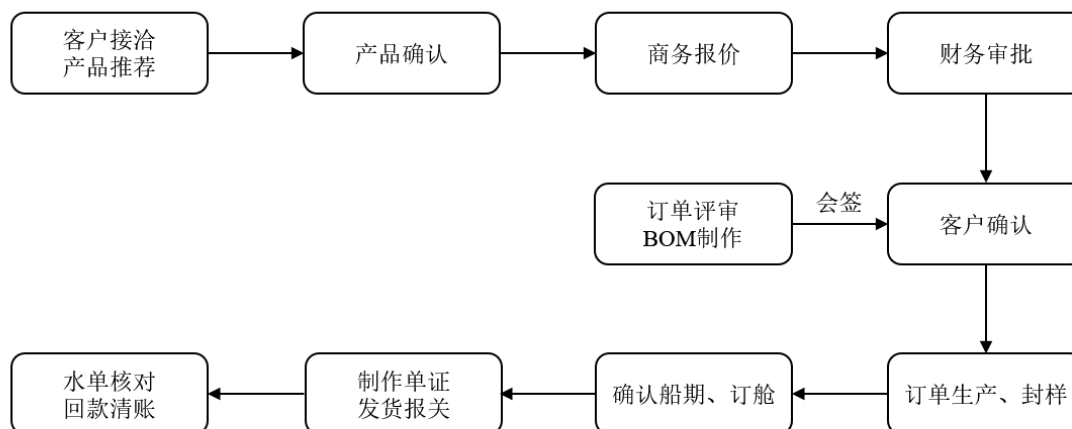 客户接洽
产品推荐
产品确认
商务报价
财务审批
订单评审
BOM制作
会签
客户确认
水单核对
回款清账
制作单证
发货报关
确认船期、订舱
订单生产、封样